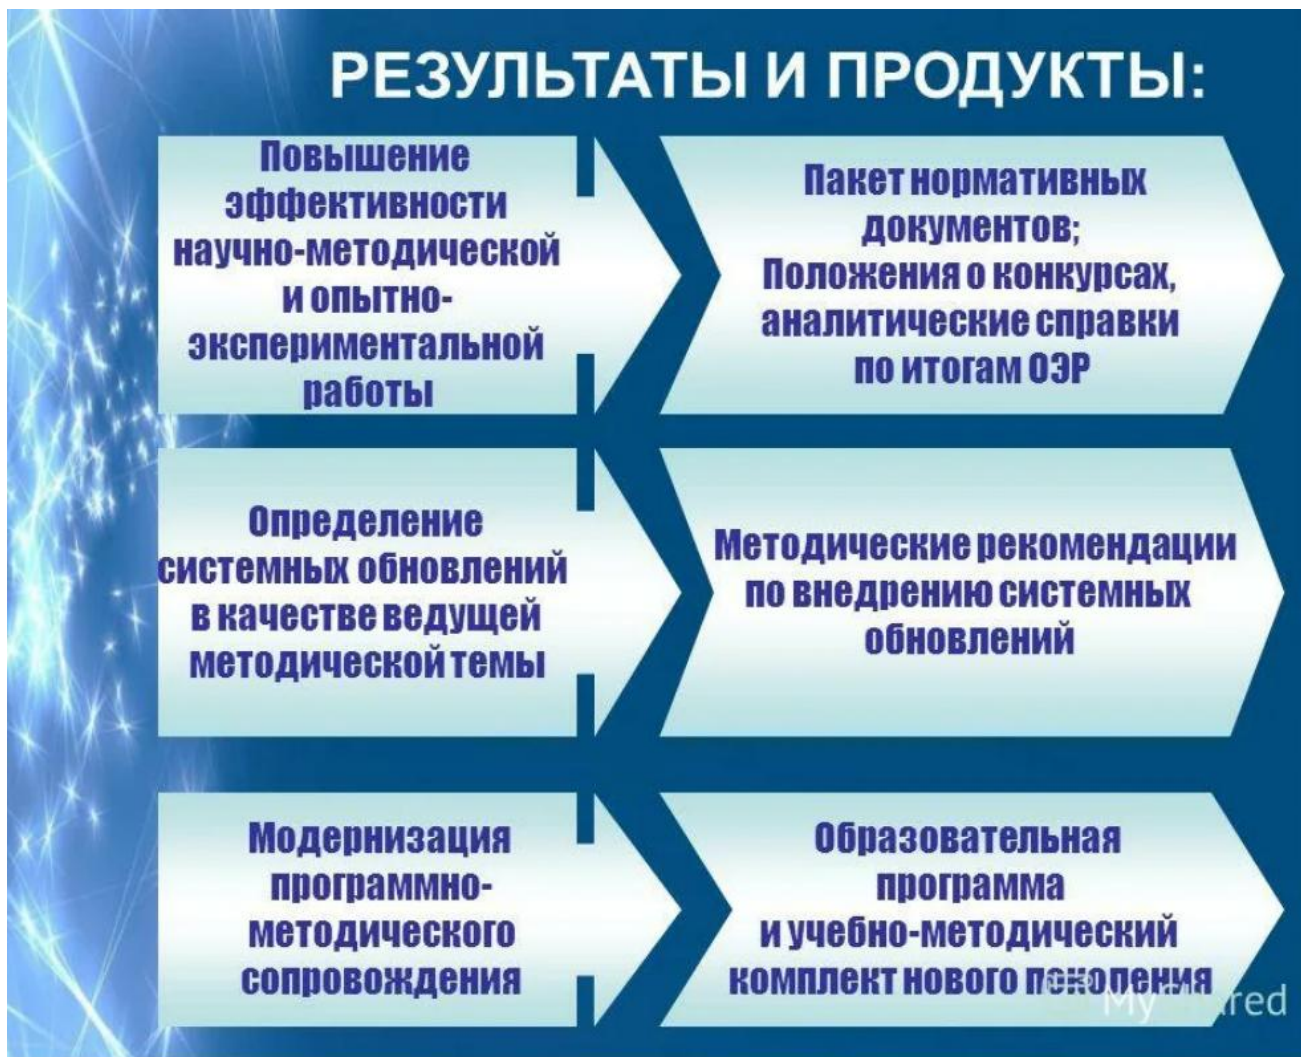 РЕЗУЛЬТАТЫ И ПРОДУКТЫ:
Повышение
эффективности
научно-методической
и опытно-
экспериментальной
работы
Пакет нормативных
документов;
Положения о конкурсах,
аналитические справки
по итогам ОЭР
Определение
системных обновлений
в качестве ведущей
методической темы
Методические рекомендации
по внедрению системных
обновлений
Модернизация
программно-
методического
сопровождения
Образовательная
программа
и учебно-методический
комплект нового поколения
MyShared